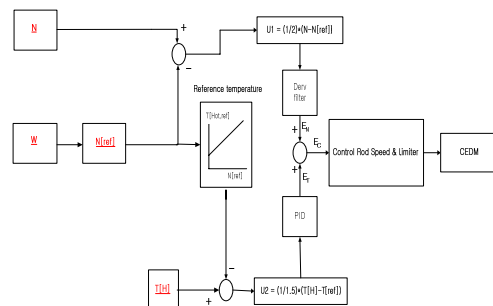 N
+
U1 = (1/2)*(N-N[ref])
−
Reference temperature
Derv
filter
T[Hot,ref]
W
N[ref]
+
E_N
E_C
Control Rod Speed & Limiter
CEDM
+
E_T
N[ref]
PID
−
T[H]
+
U2 = (1/1.5)*(T[H]-T[ref])